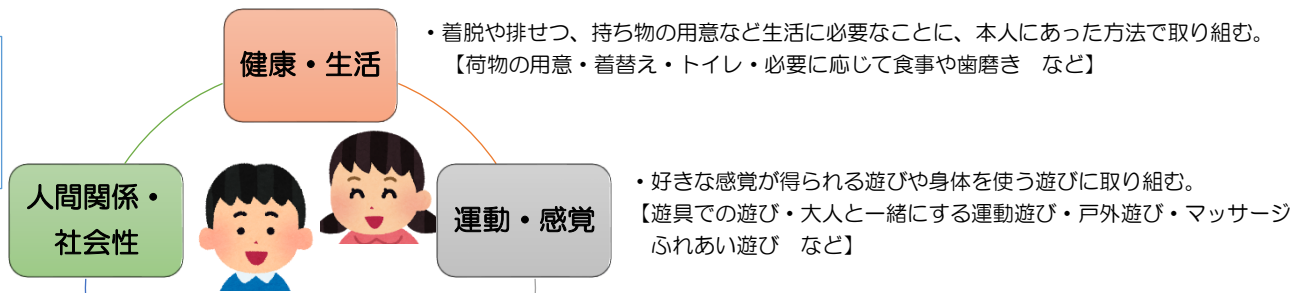 健康・生活
・着脱や排せつ、持ち物の用意など生活に必要なことに、本人にあった方法で取り組む。
【荷物の用意・着替え・トイレ・必要に応じて食事や歯磨き　など】
人間関係・
社会性
運動・感覚
・好きな感覚が得られる遊びや身体を使う遊びに取り組む。
【遊具での遊び・大人と一緒にする運動遊び・戸外遊び・マッサージ
ふれあい遊び　など】